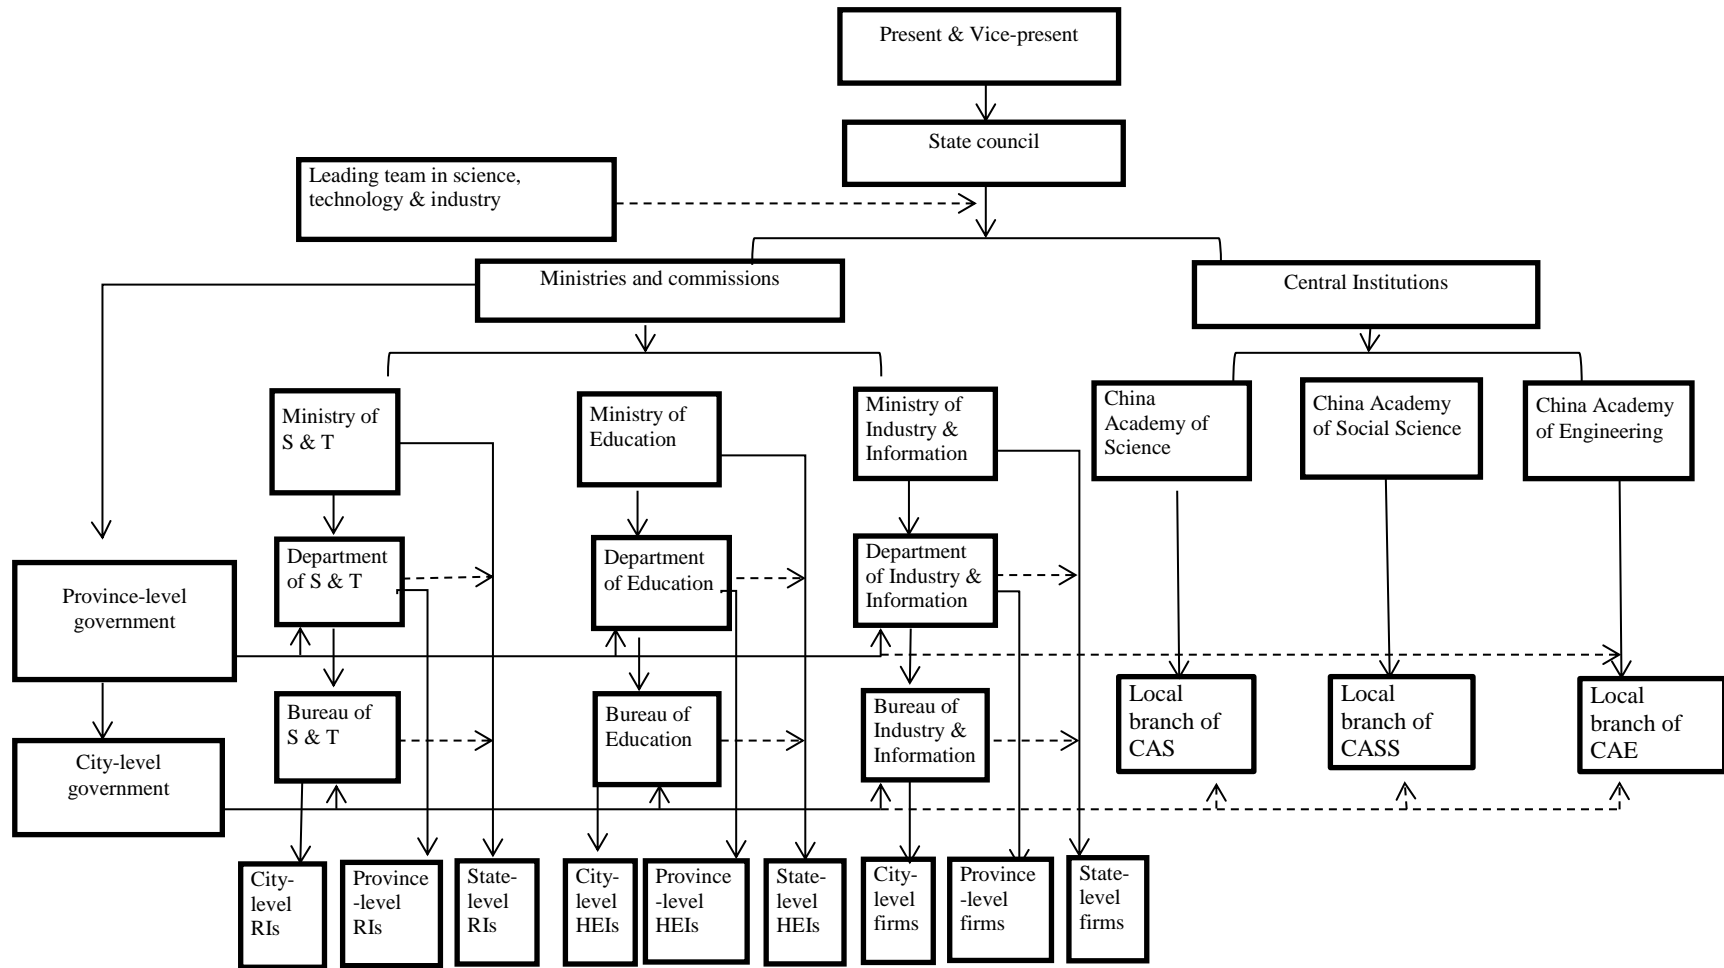 Present & Vice-present
State council
Leading team in science,
technology & industry
Ministries and commissions
Central Institutions
Ministry of
S & T
Ministry of
Education
Ministry of
Industry &
Information
China
Academy of
Science
China Academy
of Social Science
China Academy
of Engineering
Department
of S & T
Department
of Education
Department
of Industry &
Information
Province-level
government
Bureau of
S & T
Bureau of
Education
Bureau of
Industry &
Information
Local
branch of
CAS
Local
branch of
CASS
Local
branch of
CAE
City-level
government
City-
level
RIs
Province
-level
RIs
State-
level
RIs
City-
level
HEIs
Province
-level
HEIs
State-
level
HEIs
City-
level
firms
Province
-level
firms
State-
level
firms